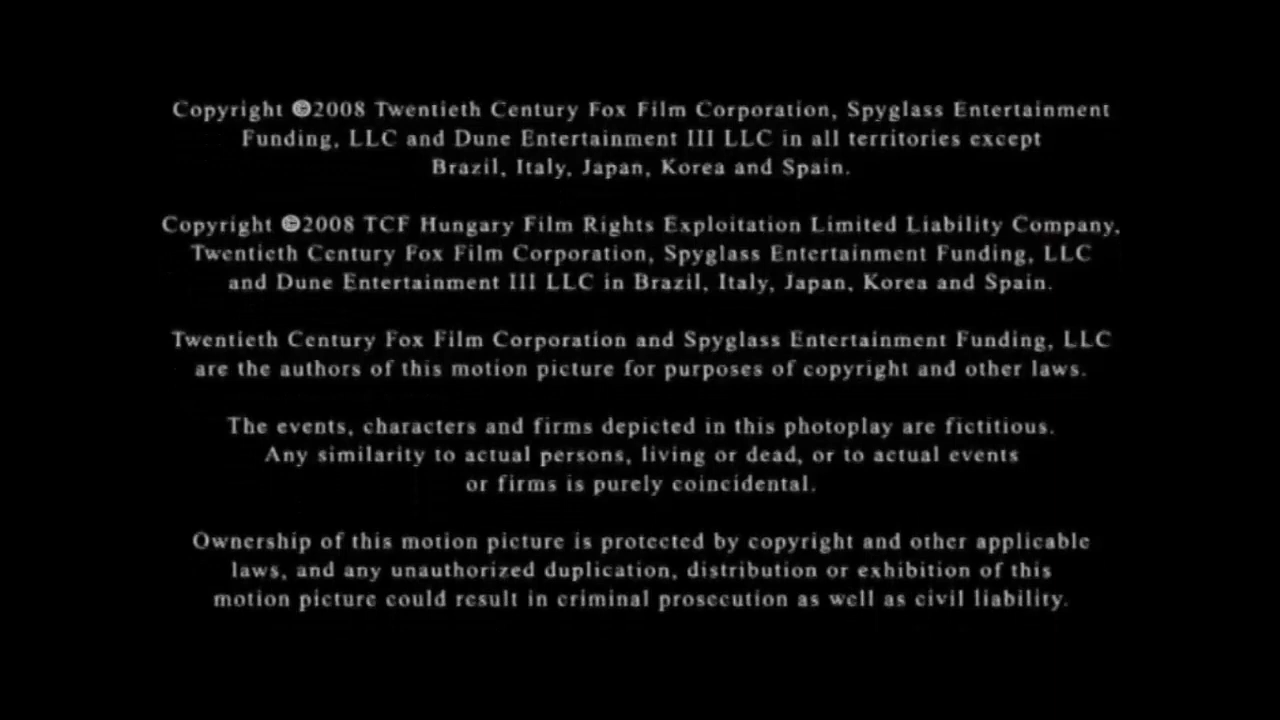 Copyright ©2008 Twentieth Century Fox Film Corporation, Spyglass Entertainment
Funding, LLC and Dune Entertainment III LLC in all territories except
Brazil, Italy, Japan, Korea and Spain.
Copyright ©2008 TCF Hungary Film Rights Exploitation Limited Liability Company,
Twentieth Century Fox Film Corporation, Spyglass Entertainment Funding, LLC
and Dune Entertainment III LLC in Brazil, Italy, Japan, Korea and Spain.
Twentieth Century Fox Film Corporation and Spyglass Entertainment Funding, LLC
are the authors of this motion picture for purposes of copyright and other laws.
The events, characters and firms depicted in this photoplay are fictitious.
Any similarity to actual persons, living or dead, or to actual events
or firms is purely coincidental.
Ownership of this motion picture is protected by copyright and other applicable
laws, and any unauthorized duplication, distribution or exhibition of this
motion picture could result in criminal prosecution as well as civil liability.